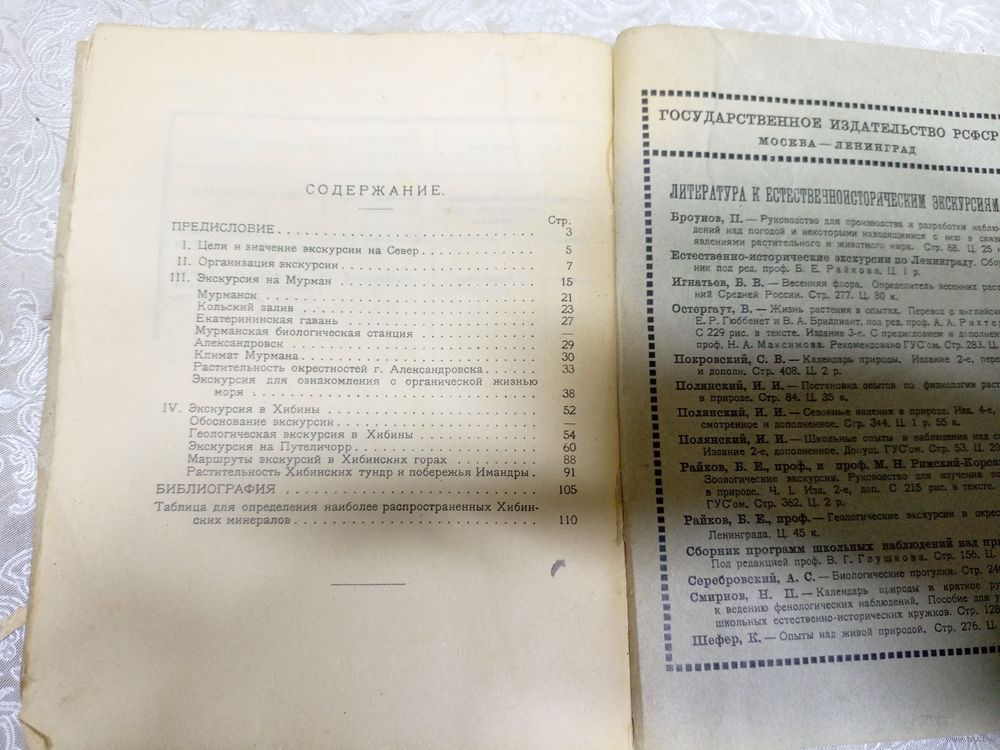 СОДЕРЖАНИЕ.
Стр.
ПРЕДИСЛОВИЕ 3
I. Цели и значение экскурсии на Север 5
II. Организация экскурсии 7
III. Экскурсия на Мурман 15
Мурманск 21
Кольский залив 23
Екатерининская гавань 27
Мурманская биологическая станция —
Александровск 29
Климат Мурмана 30
Растительность окрестностей г. Александровска 33
Экскурсия для ознакомления с органической жизнью
моря 38
IV. Экскурсия в Хибины 52
Обоснование экскурсии —
Геологическая экскурсия в Хибины 54
Экскурсия на Путеличорр 60
Маршруты экскурсий в Хибинских горах 88
Растительность Хибинских тундр и побережья Имандры 91
БИБЛИОГРАФИЯ 105
Таблица для определения наиболее распространенных Хибин-
ских минералов 110
ГОСУДАРСТВЕННОЕ ИЗДАТЕЛЬСТВО РСФСР
МОСКВА — ЛЕНИНГРАД
ЛИТЕРАТУРА К ЕСТЕСТВЕННОИСТОРИЧЕСКИМ ЭКСКУРСИЯМ
Броунов, П. — Руководство для производства и разработки наблю-
дений над погодой и некоторыми находящимися с нею в связи
явлениями растительного и животного мира. Стр. 88. Ц. 25
Естественно-исторические экскурсии по Ленинграду. Сбор
ник под ред. проф. Б. Е. Райкова. Ц. 1 р.
Игнатьев, Б. В. — Весенняя флора. Определитель весенних раст
ний Средней России. Стр. 277. Ц. 80 к.
Остергаут, В. — Жизнь растения в опытах. Перевод с английско
Е. Р. Гюббенет и В. А. Бриллиант, под ред. проф. А. А. Рихте
С 229 рис. в тексте. Издание 3-е. С предисловием и дополнен
проф. Н. А. Максимова. Рекомендовано ГУС'ом. Стр. 283. Ц.
Покровский, С. В. — Календарь природы. Издание 2-е, пере
и дополн. Стр. 408. Ц. 2 р.
Полянский, И. И. — Постановка опытов по физиологии раст
в природе. Стр. 84. Ц. 35 к.
Полянский, И. И. — Сезонные явления в природе. Изд. 4-е,
смотренное и дополненное. Стр. 344. Ц. 1 р. 55 к.
Полянский, И. И. — Школьные опыты и наблюдения над се
Издание 2-е, дополненное. Допущ. ГУС'ом. Стр. 53. Ц. 20
Райков, Б. Е., проф., и проф. М. Н. Римский-Корса
Зоологические экскурсии. Руководство для изучения зо
в природе. Ч. I. Изд. 2-е, доп. С 215 рис. в тексте.
ГУС'ом. Стр. 362. Ц. 2 р.
Райков, Б. Е., проф. — Геологические экскурсии в окрес
Ленинграда. Ц. 45 к.
Сборник программ школьных наблюдений над при
Под редакцией проф. В. Г. Глушкова. Стр. 156. Ц.
Серебровский, А. С. — Биологические прогулки. Стр. 24
Смирнов, Н. П. — Календарь природы и краткое ру
к ведению фенологических наблюдений. Пособие для у
школьных естественно-исторических кружков. Стр. 128
Шефер, К. — Опыты над живой природой. Стр. 276. Ц.